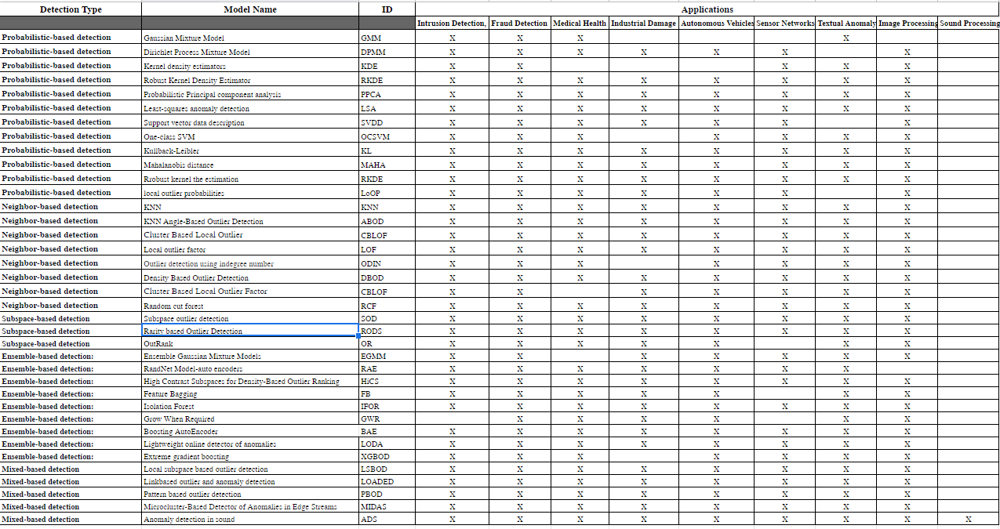 Detection Type Model Name ID Applications
Intrusion Detection, Fraud Detection Medical Health Industrial Damage Autonomous Vehicles Sensor Networks Textual Anomaly Image Processing Sound Processing
Probabilistic-based detection Gaussian Mixture Model GMM X X X X
Probabilistic-based detection Dirichlet Process Mixture Model DPMM X X X X X X X
Probabilistic-based detection Kernel density estimators KDE X X X X X
Probabilistic-based detection Robust Kernel Density Estimator RKDE X X X X X X X X
Probabilistic-based detection Probabilistic Principal component analysis PPCA X X X X X X X X
Probabilistic-based detection Least-squares anomaly detection LSA X X X X X X X X
Probabilistic-based detection Support vector data description SVDD X X X X X X X
Probabilistic-based detection One-class SVM OCSVM X X X X X X X
Probabilistic-based detection Kullback-Leibler KL X X X X X X X X
Probabilistic-based detection Mahalanobis distance MAHA X X X X X X X X
Probabilistic-based detection Rrobust kernel the estimation RKDE X X X X X X X X
Probabilistic-based detection local outlier probabilities LoOP X X X X X X X
Neighbor-based detection KNN KNN X X X X X X X X
Neighbor-based detection KNN Angle-Based Outlier Detection ABOD X X X X X X X X
Neighbor-based detection Cluster Based Local Outlier CBLOF X X X X X X X X
Neighbor-based detection Local outlier factor LOF X X X X X X X X
Neighbor-based detection Outlier detection using indegree number ODIN X X X X X X X
Neighbor-based detection Density Based Outlier Detection DBOD X X X X X X X X
Neighbor-based detection Cluster Based Local Outlier Factor CBLOF X X X X X X X
Neighbor-based detection Random cut forest RCF X X X X X X X X
Subspace-based detection Subspace outlier detection SOD X X X X X X X X
Subspace-based detection Rarity based Outlier Detection RODS X X X X X X X X
Subspace-based detection OutRank OR X X X X X X X
Ensemble-based detection: Ensemble Gaussian Mixture Models EGMM X X X X X X X
Ensemble-based detection: RandNet Model-auto encoders RAE X X X X X X X
Ensemble-based detection: High Contrast Subspaces for Density-Based Outlier Ranking HiCS X X X X X X X X
Ensemble-based detection: Feature Bagging FB X X X X X X X
Ensemble-based detection: Isolation Forest IFOR X X X X X X X X
Ensemble-based detection: Grow When Required GWR X X X X X X
Ensemble-based detection: Boosting AutoEncoder BAE X X X X X X X X
Ensemble-based detection: Lightweight online detector of anomalies LODA X X X X X X X X
Ensemble-based detection: Extreme gradient boosting XGBOD X X X X X X X
Mixed-based detection Local subspace based outlier detection LSBOD X X X X X X X X
Mixed-based detection Linkbased outlier and anomaly detection LOADED X X X X X X X X
Mixed-based detection Pattern based outlier detection PBOD X X X X X X X X
Mixed-based detection Microcluster-Based Detector of Anomalies in Edge Streams MIDAS X X X X X X X X
Mixed-based detection Anomaly detection in sound ADS X X X X X X X X X